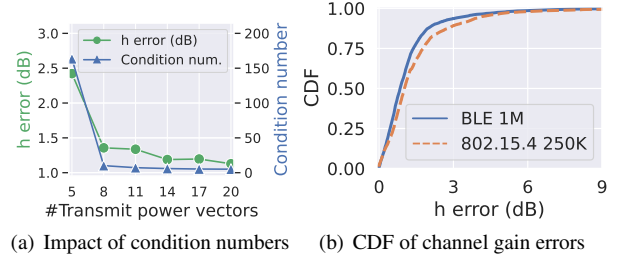 h error (dB)
3.0
2.5
2.0
1.5
1.0
h error (dB)
Condition num.
200
150
100
50
0
Condition number
5 8 11 14 17 20
#Transmit power vectors
(a) Impact of condition numbers
CDF
1.00
0.75
0.50
0.25
0.00
BLE 1M
802.15.4 250K
0 3 6 9
h error (dB)
(b) CDF of channel gain errors